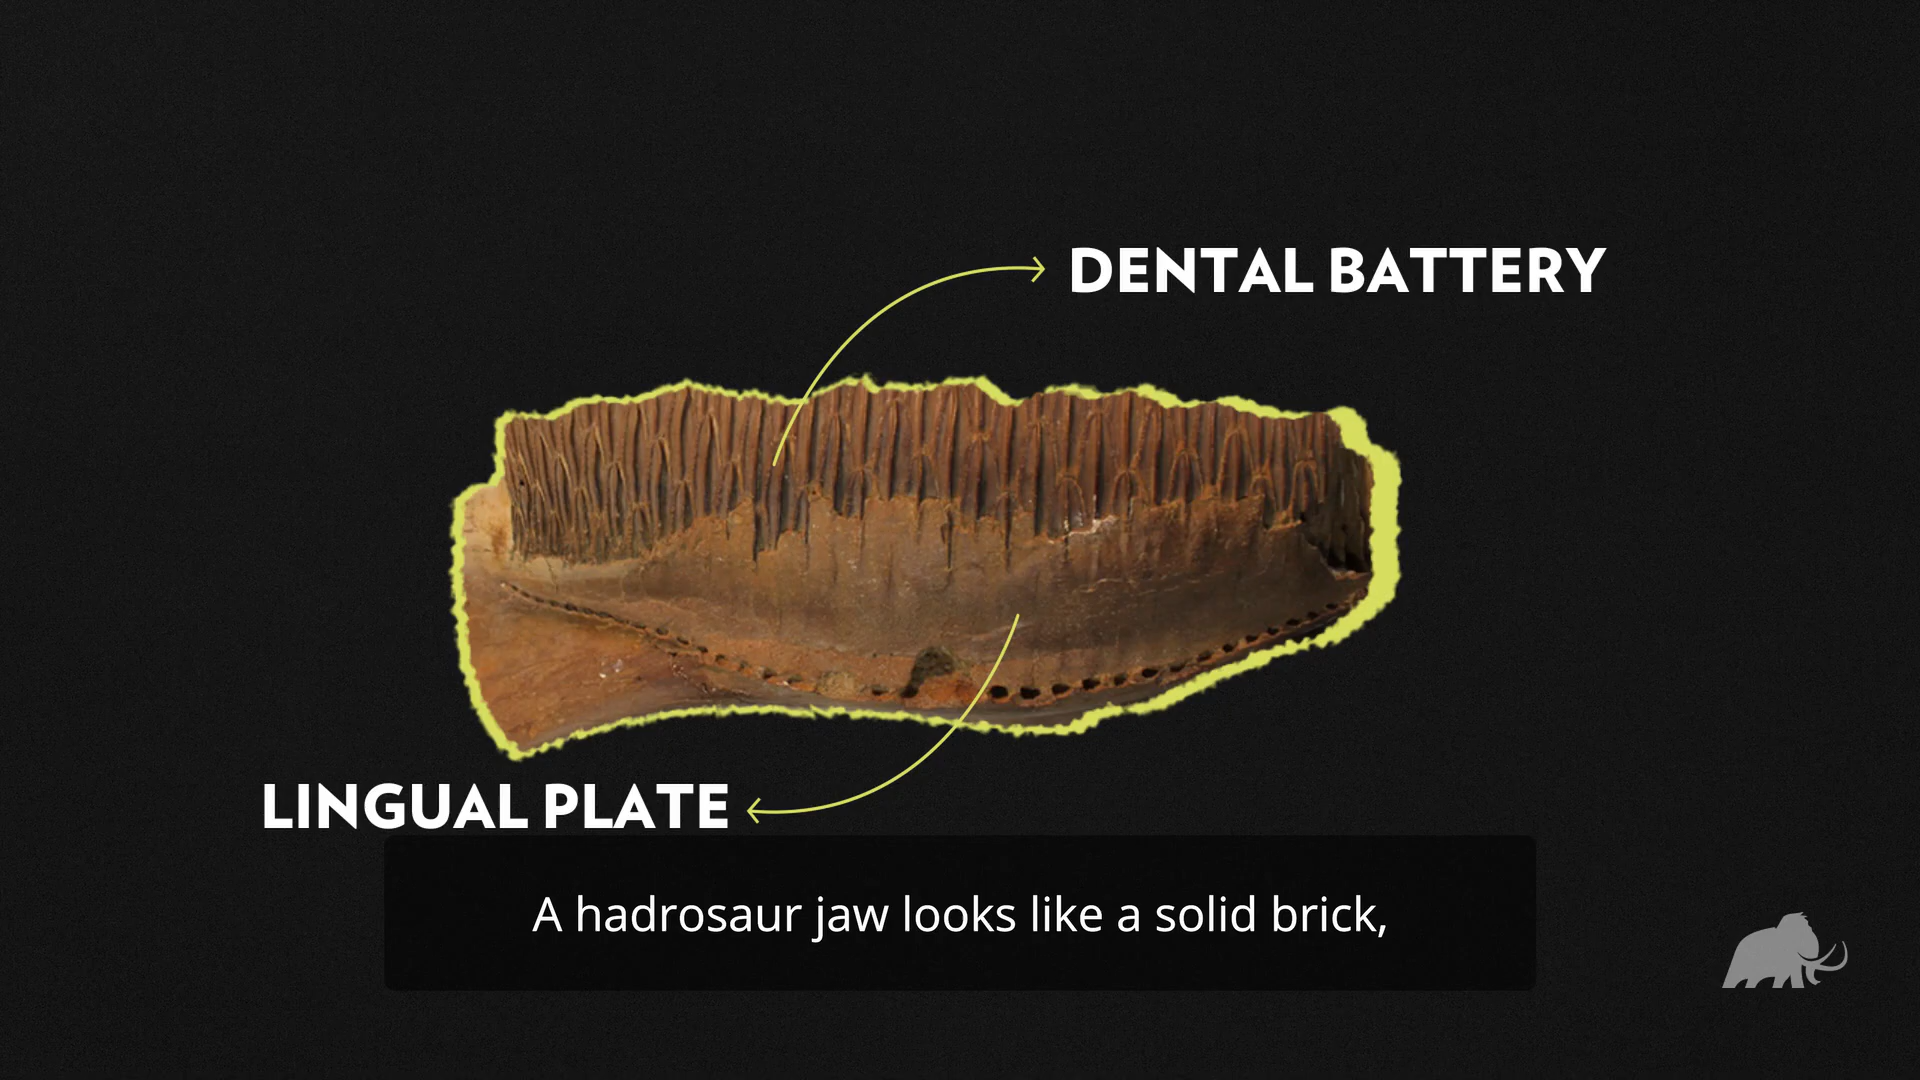 DENTAL BATTERY
LINGUAL PLATE
A hadrosaur jaw looks like a solid brick,